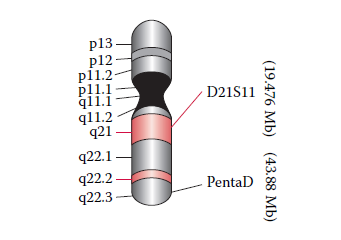 p13
p12
p11.2
p11.1
q11.1
q11.2
q21
q22.1
q22.2
q22.3
D21S11
PentaD
(19.476 Mb)
(43.88 Mb)